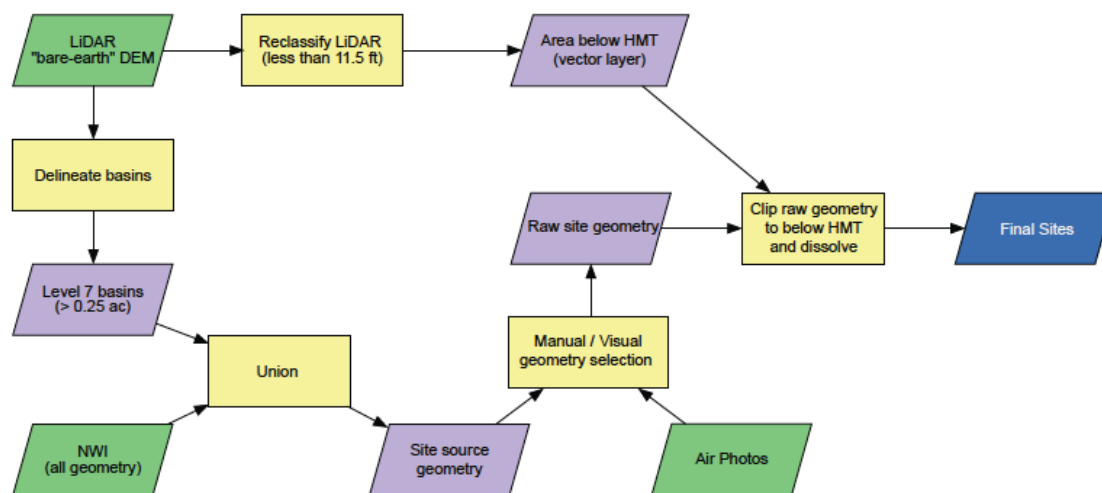 LiDAR
"bare-earth" DEM
Reclassify LiDAR
(less than 11.5 ft)
Area below HMT
(vector layer)
Delineate basins
Raw site geometry
Clip raw geometry
to below HMT
and dissolve
Final Sites
Level 7 basins
(> 0.25 ac)
Union
Manual / Visual
geometry selection
NWI
(all geometry)
Site source
geometry
Air Photos